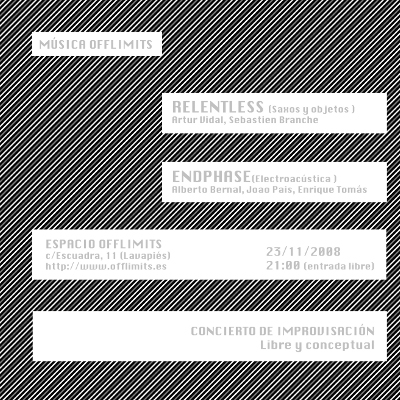 MÚSICA OFFLIMITS
RELENTLESS (Saxos y objetos )
Artur Vidal, Sebastien Branche
ENDPHASE(Electroacústica )
Alberto Bernal, Joao Pais, Enrique Tomás
ESPACIO OFFLIMITS
c/Escuadra, 11 (Lavapiés)
http://www.offlimits.es
23/11/2008
21:00 (entrada libre)
CONCIERTO DE IMPROVISACIÓN
Libre y conceptual